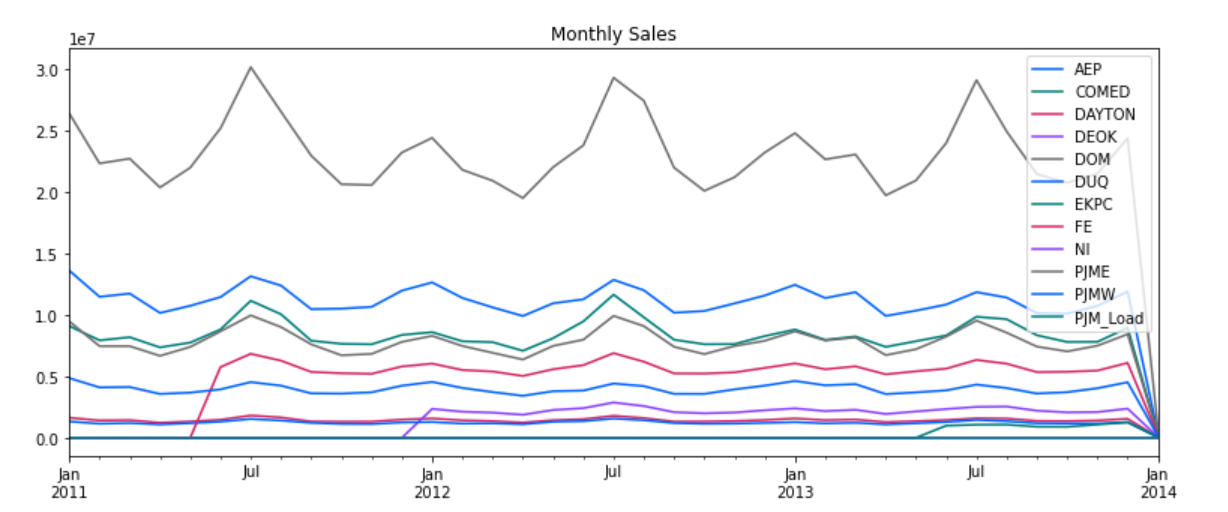 Monthly Sales
1e7
3.0
2.5
2.0
1.5
1.0
0.5
0.0
AEP
COMED
DAYTON
DEOK
DOM
DUQ
EKPC
FE
NI
PJME
PJMW
PJM_Load
Jan Jul Jan Jul Jan Jul Jan
2011 2012 2013 2014